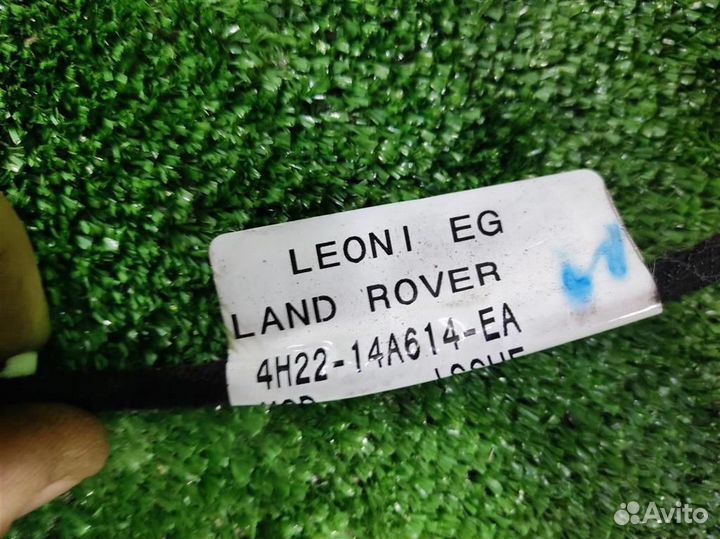 LEONI EG
LAND ROVER
4H22-14A614-EA
Avito